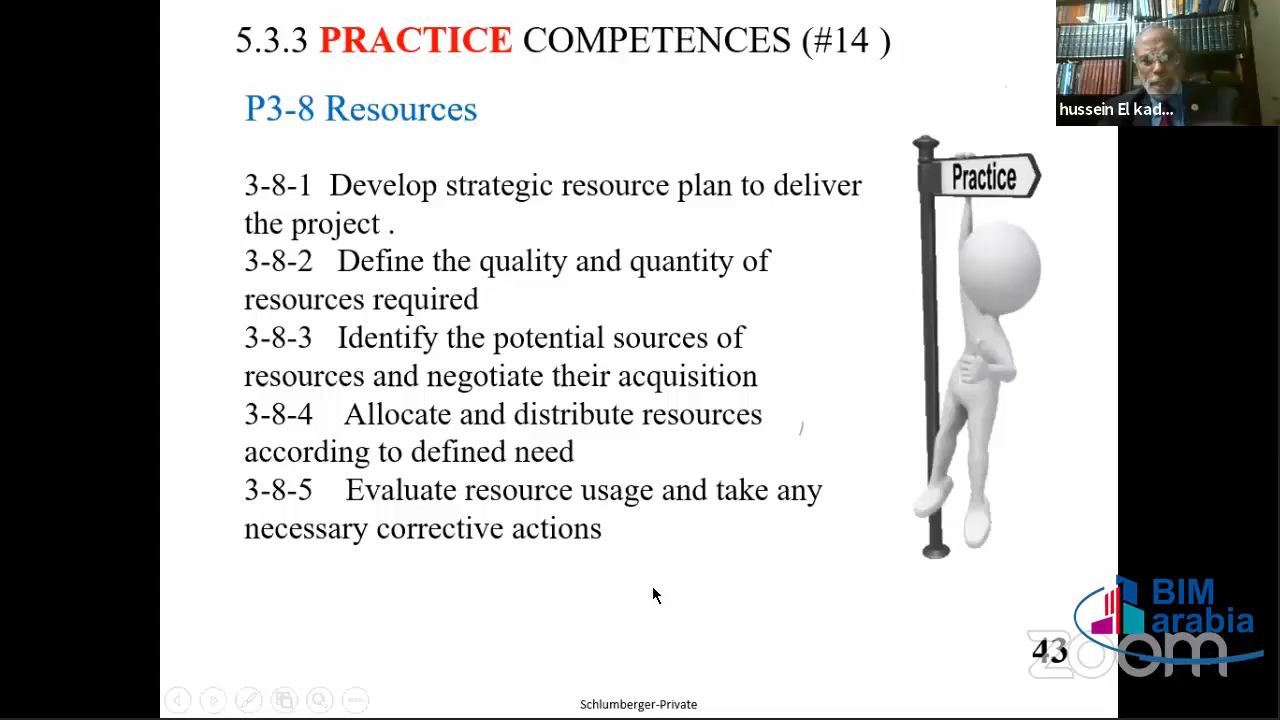 5.3.3 PRACTICE COMPETENCES (#14 )
hussein El kad...
P3-8 Resources
Practice
3-8-1 Develop strategic resource plan to deliver
the project .
3-8-2 Define the quality and quantity of
resources required
3-8-3 Identify the potential sources of
resources and negotiate their acquisition
3-8-4 Allocate and distribute resources
according to defined need
3-8-5 Evaluate resource usage and take any
necessary corrective actions
BIM
arabia
43
zoom
Schlumberger-Private